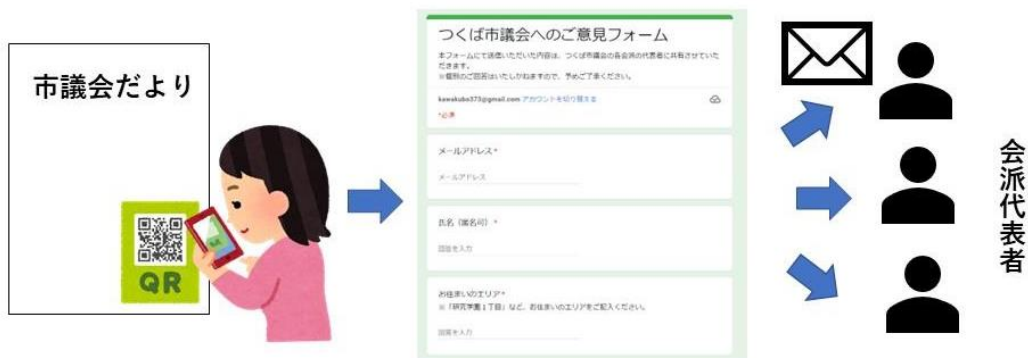 市議会だより
QR
つくば市議会へのご意見フォーム
本フォームにて送信いただいた内容は、つくば市議会の各会派の代表者に共有させていた
だきます。
※個別のご回答はいたしかねますので、予めご了承ください。
kawakubo373@gmail.com アカウントを切り替える
*必須
メールアドレス*
メールアドレス
氏名（匿名可）*
回答を入力
お住まいのエリア*
※「研究学園1丁目」など、お住まいのエリアをご記入ください。
回答を入力
会派代表者